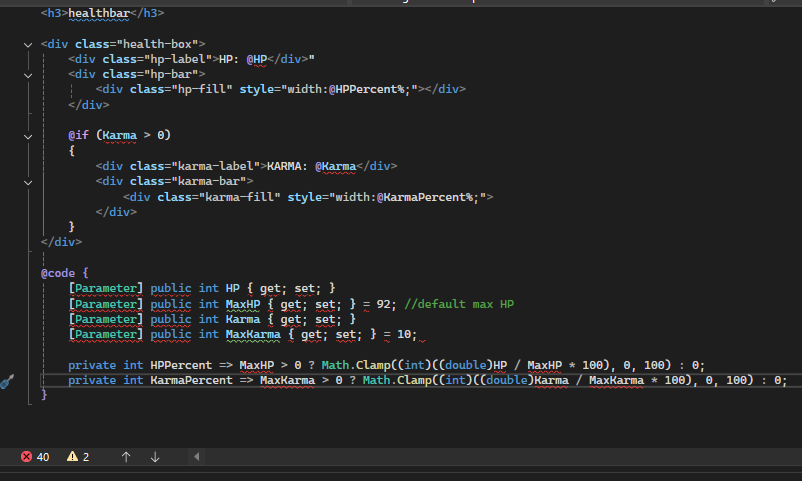 <h3>healthbar</h3>
<div class="health-box">
<div class="hp-label">HP: @HP</div>"
<div class="hp-bar">
<div class="hp-fill" style="width:@HPPercent%;"></div>
</div>
@if (Karma > 0)
{
<div class="karma-label">KARMA: @Karma</div>
<div class="karma-bar">
<div class="karma-fill" style="width:@KarmaPercent%;">
</div>
}
</div>
@code {
[Parameter] public int HP { get; set; }
[Parameter] public int MaxHP { get; set; } = 92; //default max HP
[Parameter] public int Karma { get; set; }
[Parameter] public int MaxKarma { get; set; } = 10;
private int HPPercent => MaxHP > 0 ? Math.Clamp((int)((double)HP / MaxHP * 100), 0, 100) : 0;
private int KarmaPercent => MaxKarma > 0 ? Math.Clamp((int)((double)Karma / MaxKarma * 100), 0, 100) : 0;
}
40 2